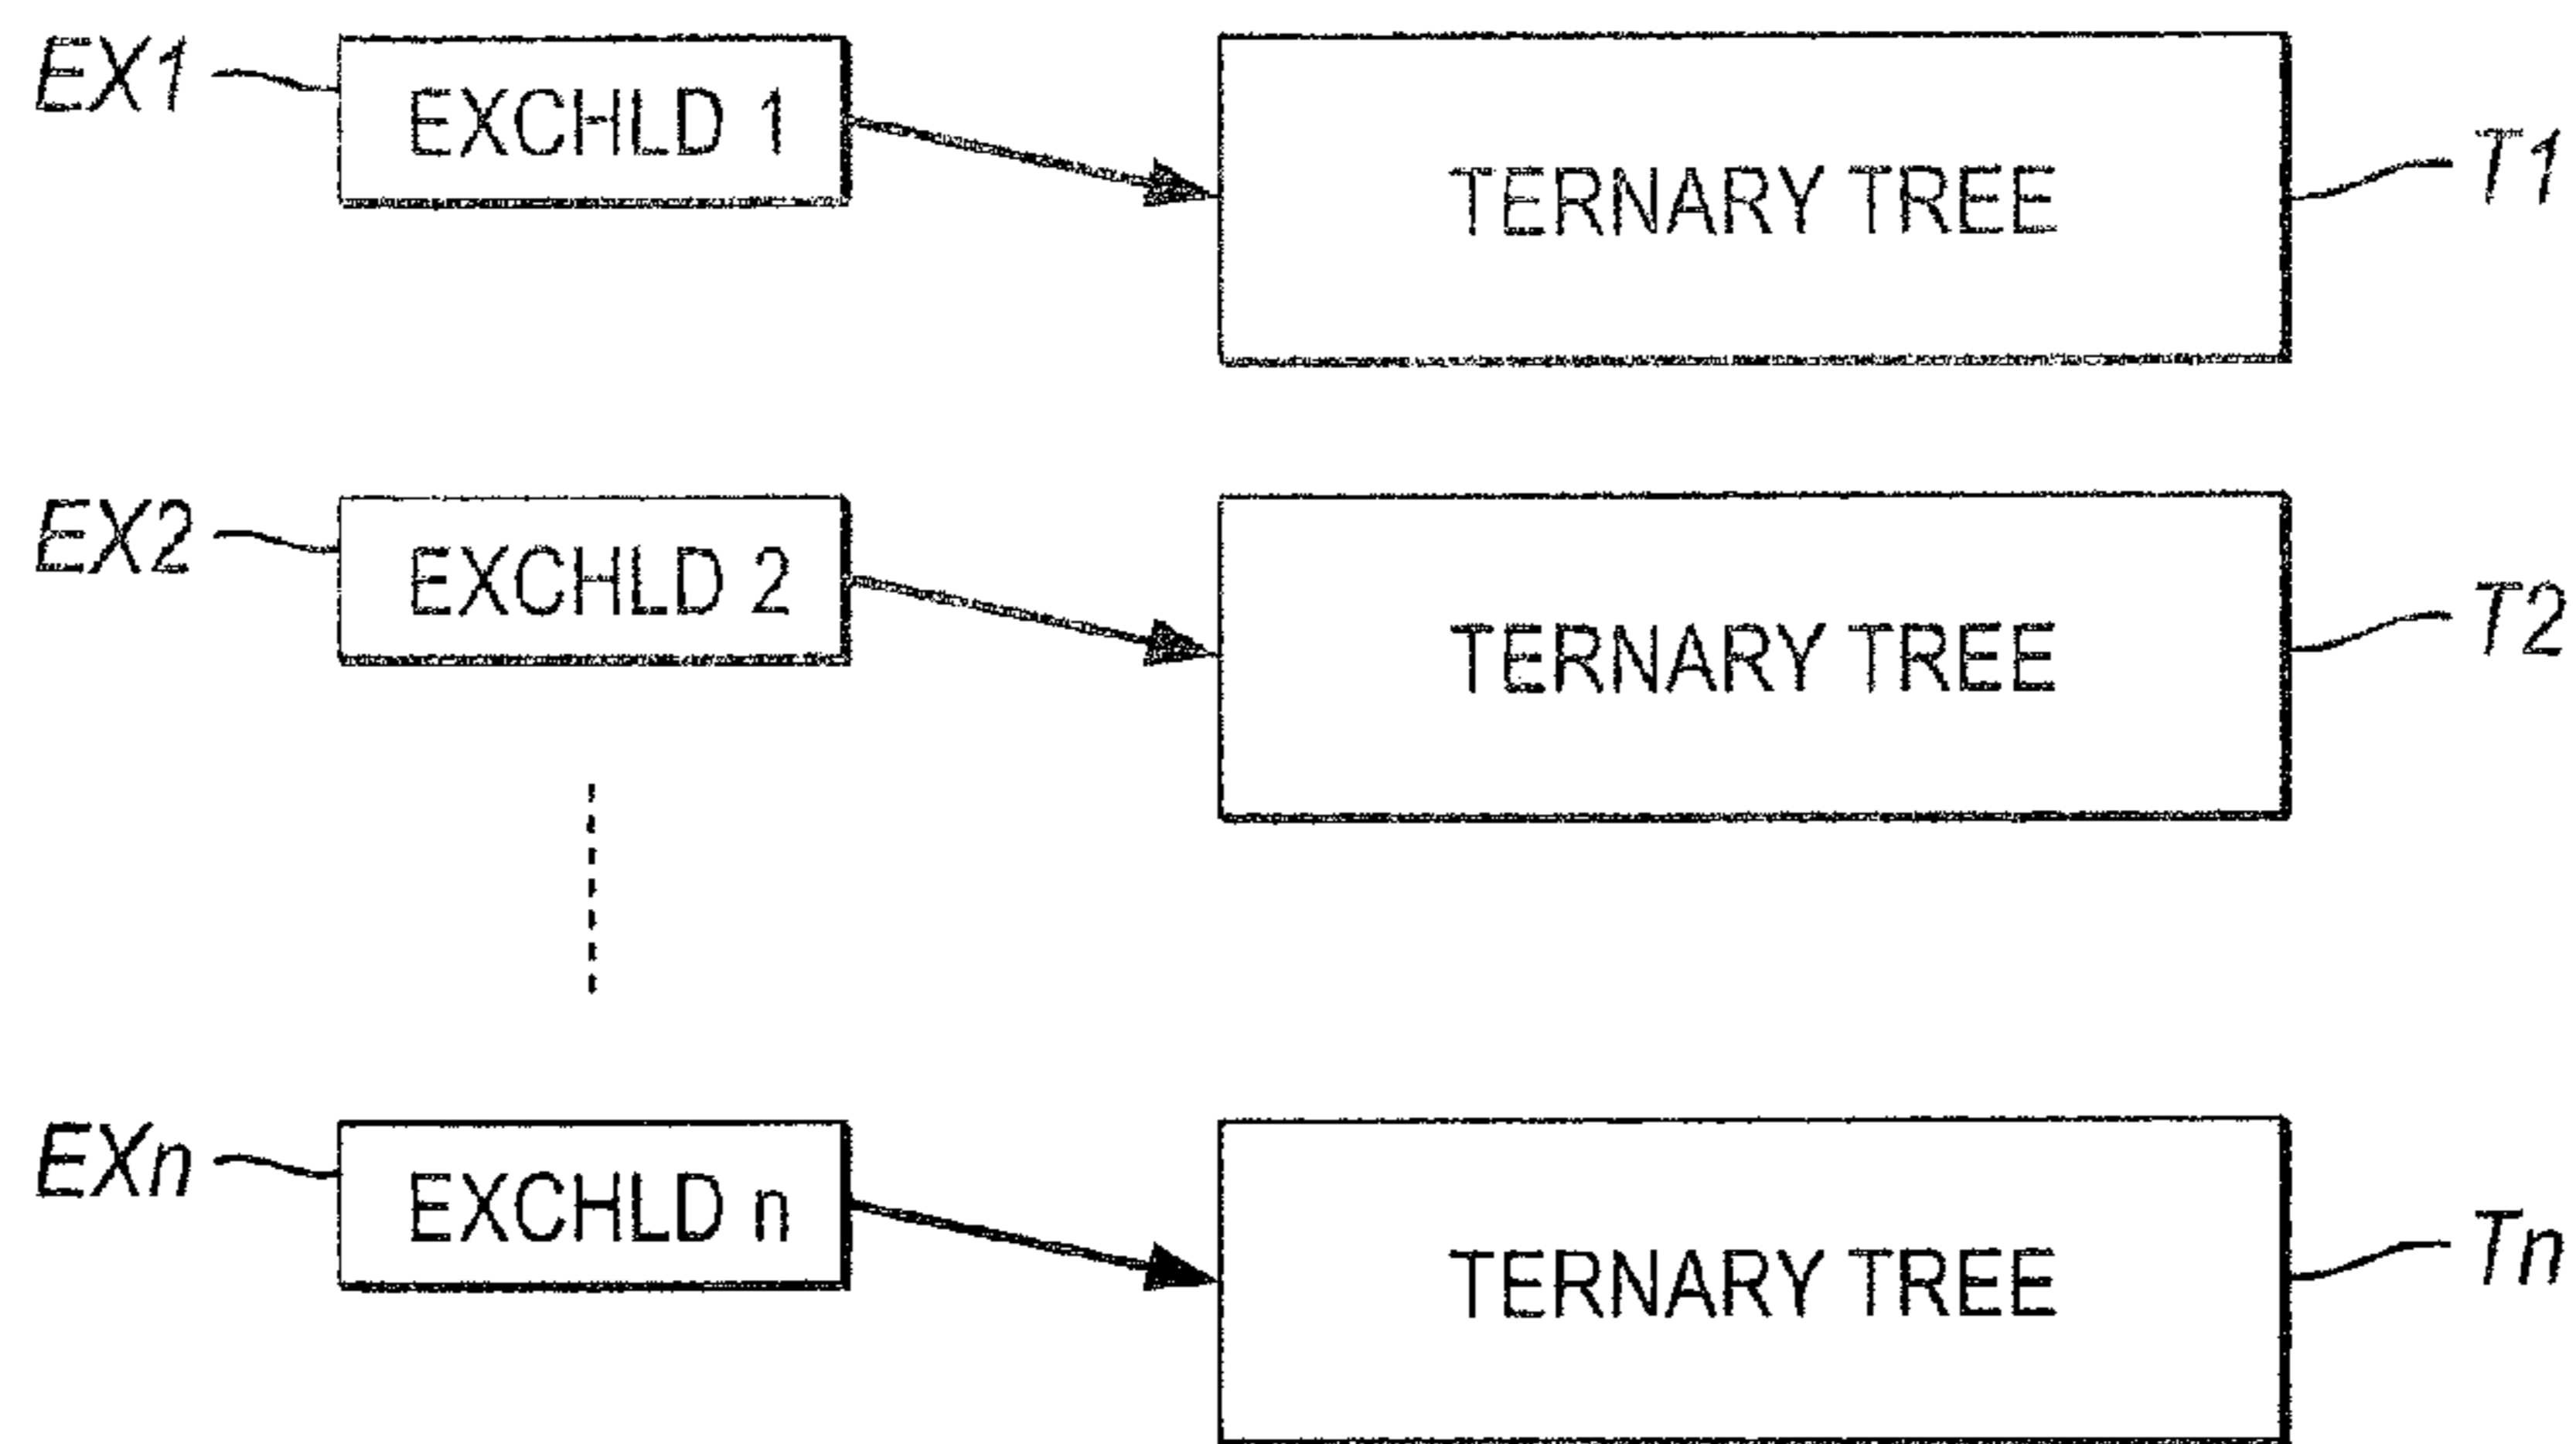 EX1
EXCHLD 1
TERNARY TREE
T1
EX2
EXCHLD 2
TERNARY TREE
T2
EXn
EXCHLD n
TERNARY TREE
Tn